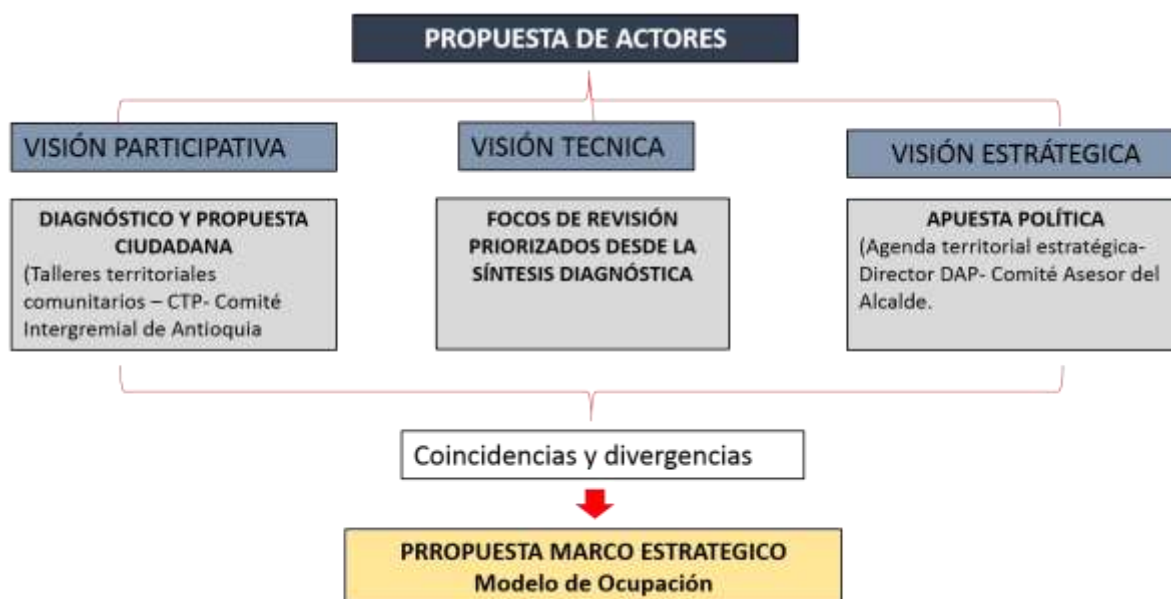 PROPUESTA DE ACTORES
VISIÓN PARTICIPATIVA
VISIÓN TECNICA
VISIÓN ESTRÁTEGICA
DIAGNÓSTICO Y PROPUESTA
CIUDADANA
(Talleres territoriales
comunitarios – CTP- Comité
Intergremial de Antioquia
FOCOS DE REVISIÓN
PRIORIZADOS DESDE LA
SÍNTESIS DIAGNÓSTICA
APUESTA POLÍTICA
(Agenda territorial estratégica-
Director DAP- Comité Asesor del
Alcalde.
Coincidencias y divergencias
PRROPUESTA MARCO ESTRATEGICO
Modelo de Ocupación